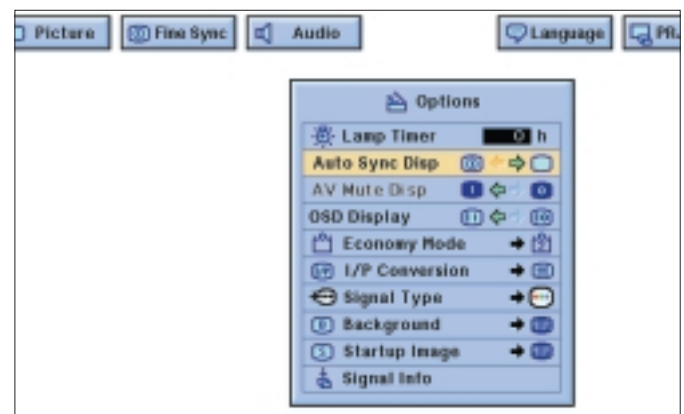 Picture Fine Sync Audio Language PR
Options
Lamp Timer 0 h
Auto Sync Disp
AV Mute Disp
OSD Display
Economy Mode
I/P Conversion
Signal Type
Background
Startup Image
Signal Info